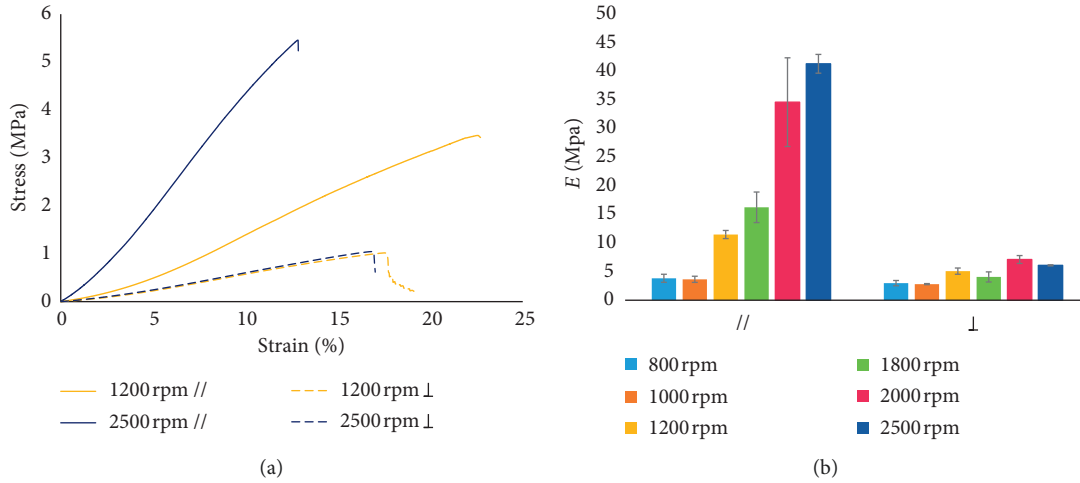 6
5
4
3
2
1
0
Stress (MPa)
0 5 10 15 20 25
Strain (%)
1200 rpm // 1200 rpm ⊥
2500 rpm // 2500 rpm ⊥
(a)
50
45
40
35
30
25
20
15
10
5
0
E (Mpa)
// ⊥
800 rpm 1800 rpm
1000 rpm 2000 rpm
1200 rpm 2500 rpm
(b)